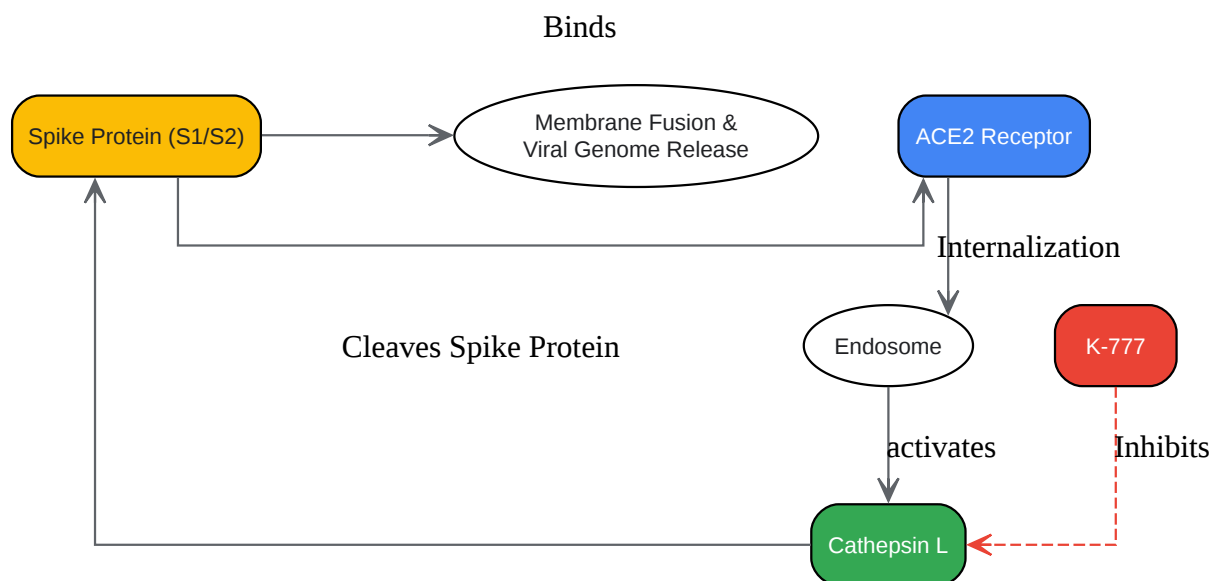 Binds
Spike Protein (S1/S2)
Membrane Fusion &
Viral Genome Release
ACE2 Receptor
Internalization
Cleaves Spike Protein
Endosome
K-777
activates
Inhibits
Cathepsin L